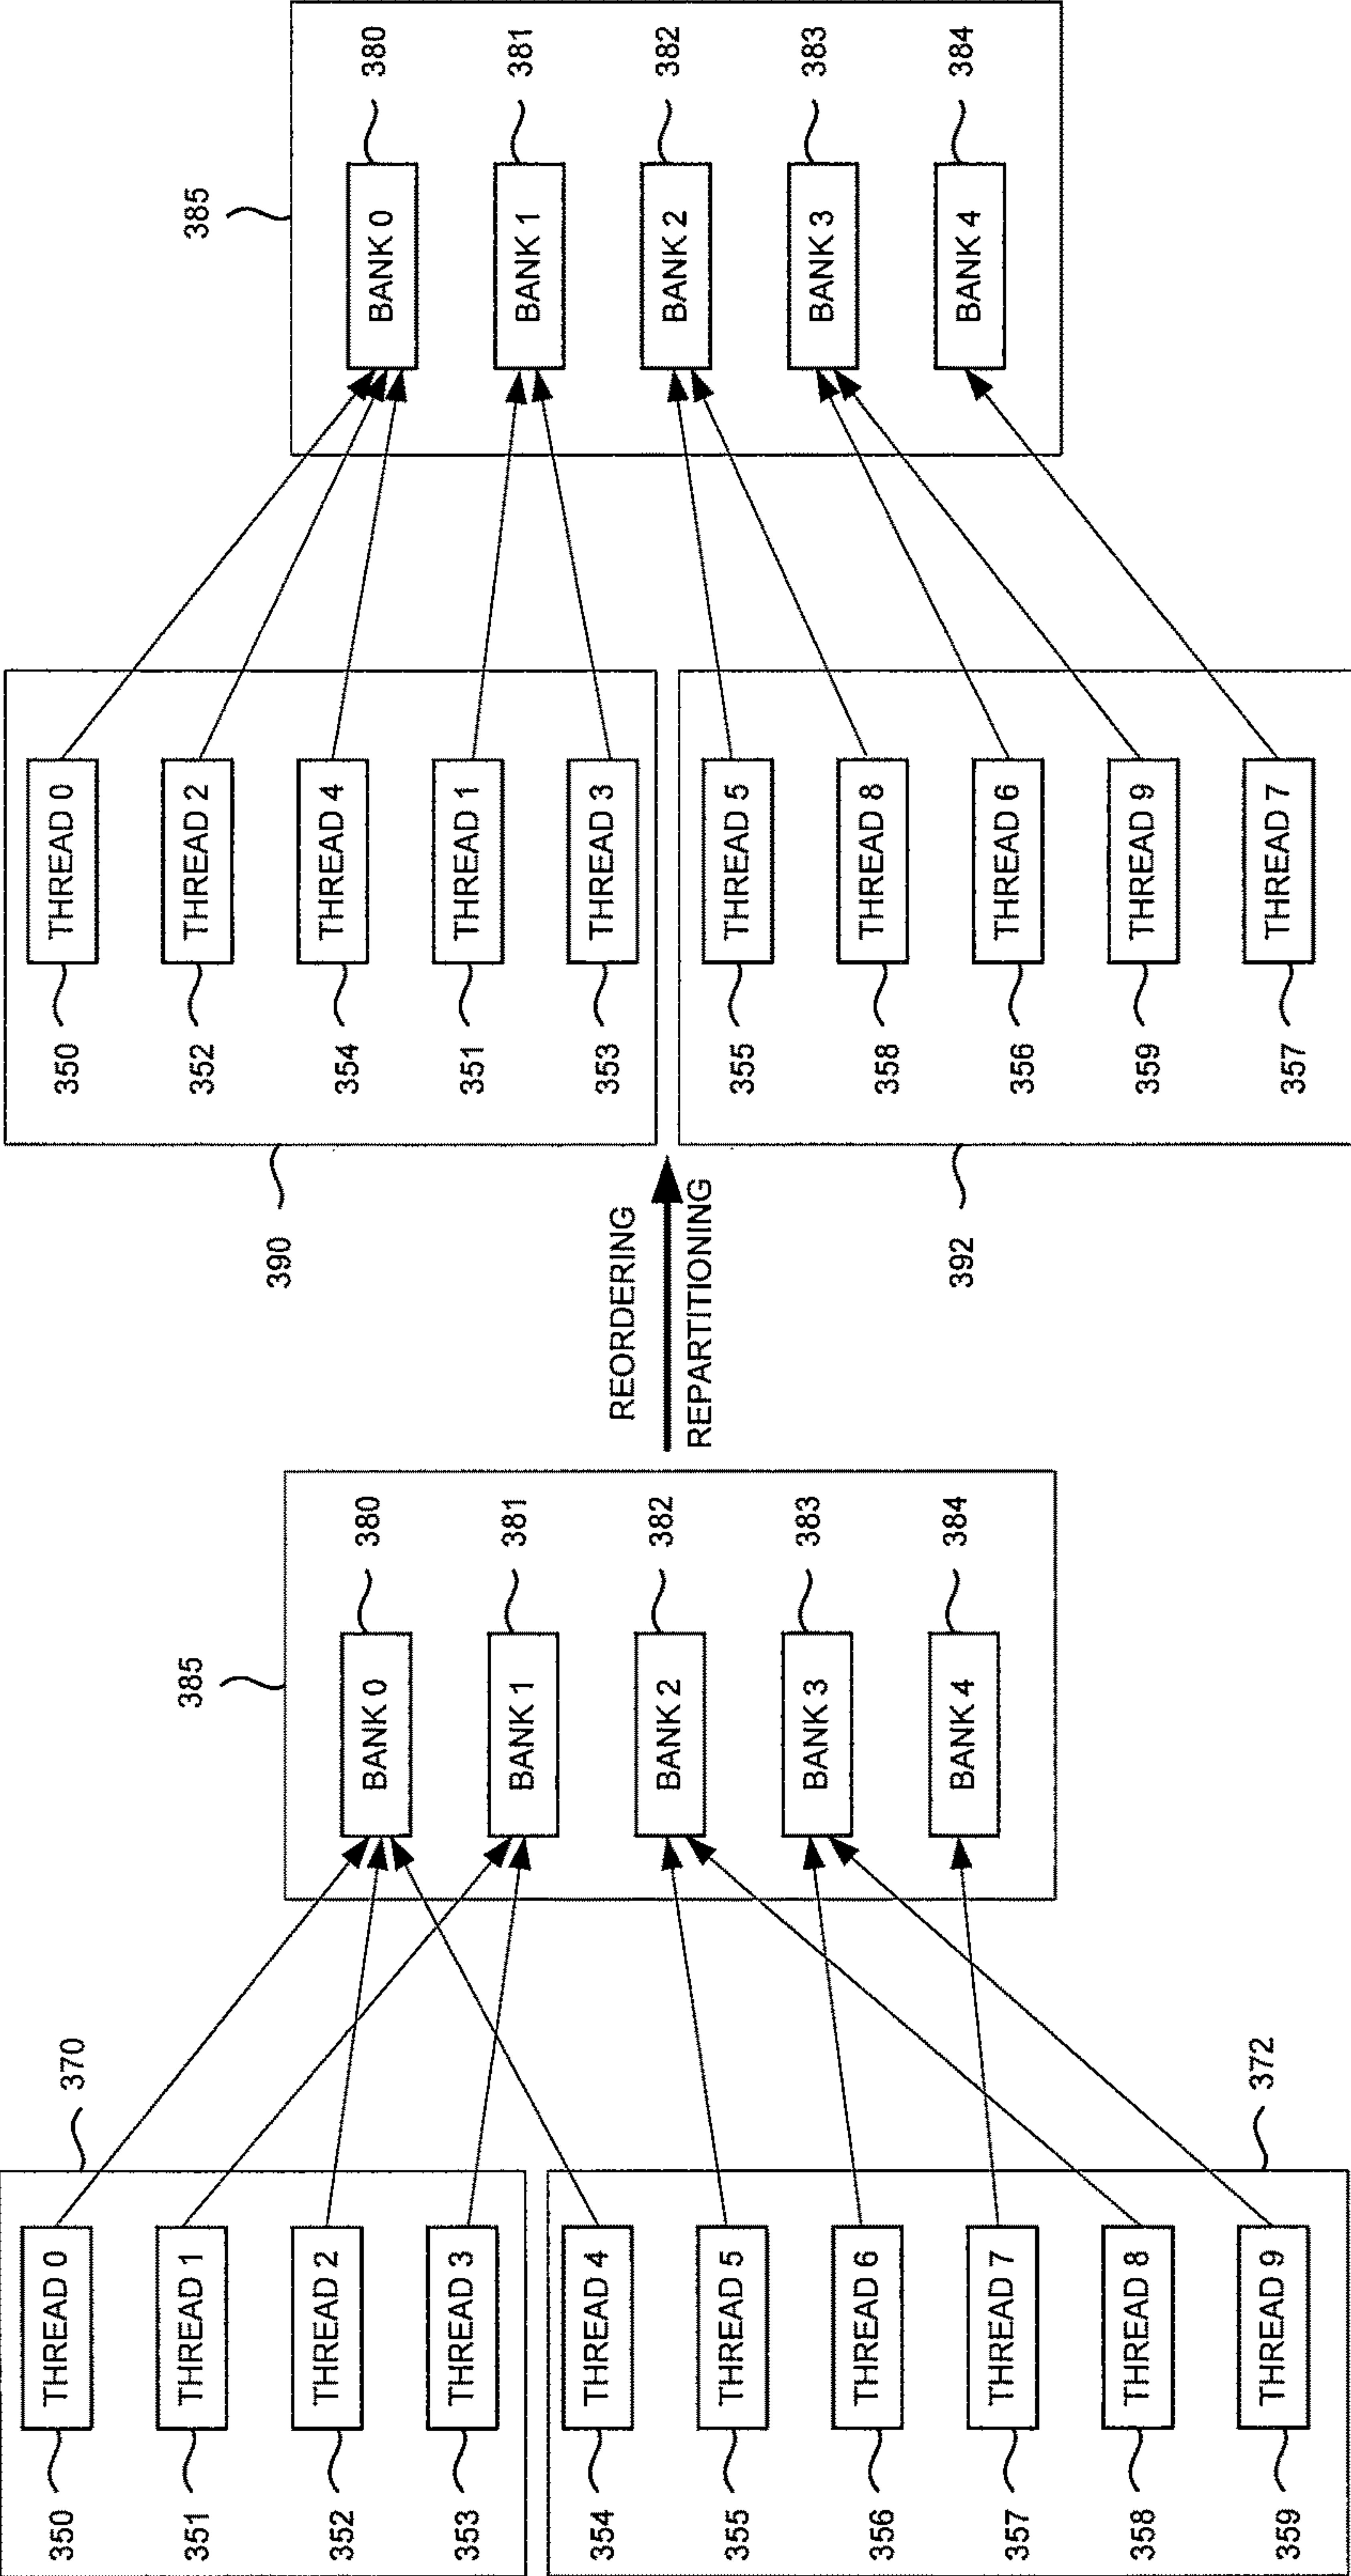 370
350
THREAD 0
351
THREAD 1
352
THREAD 2
353
THREAD 3
354
THREAD 4
355
THREAD 5
356
THREAD 6
357
THREAD 7
358
THREAD 8
359
THREAD 9
372
385
BANK 0
380
BANK 1
381
BANK 2
382
BANK 3
383
BANK 4
384
REORDERING
REPARTITIONING
390
350
THREAD 0
352
THREAD 2
354
THREAD 4
351
THREAD 1
353
THREAD 3
392
355
THREAD 5
358
THREAD 8
356
THREAD 6
359
THREAD 9
357
THREAD 7
385
BANK 0
380
BANK 1
381
BANK 2
382
BANK 3
383
BANK 4
384